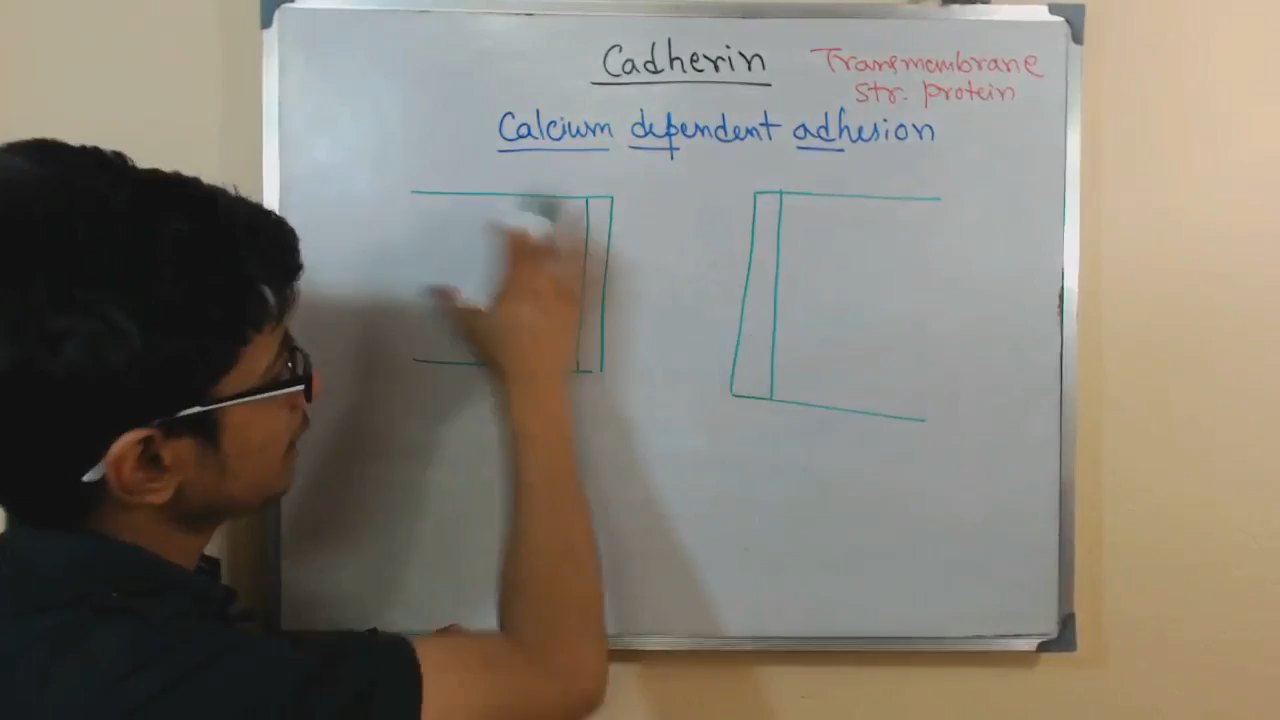 Cadherin
Transmembrane
str. protein
Calcium dependent adhesion